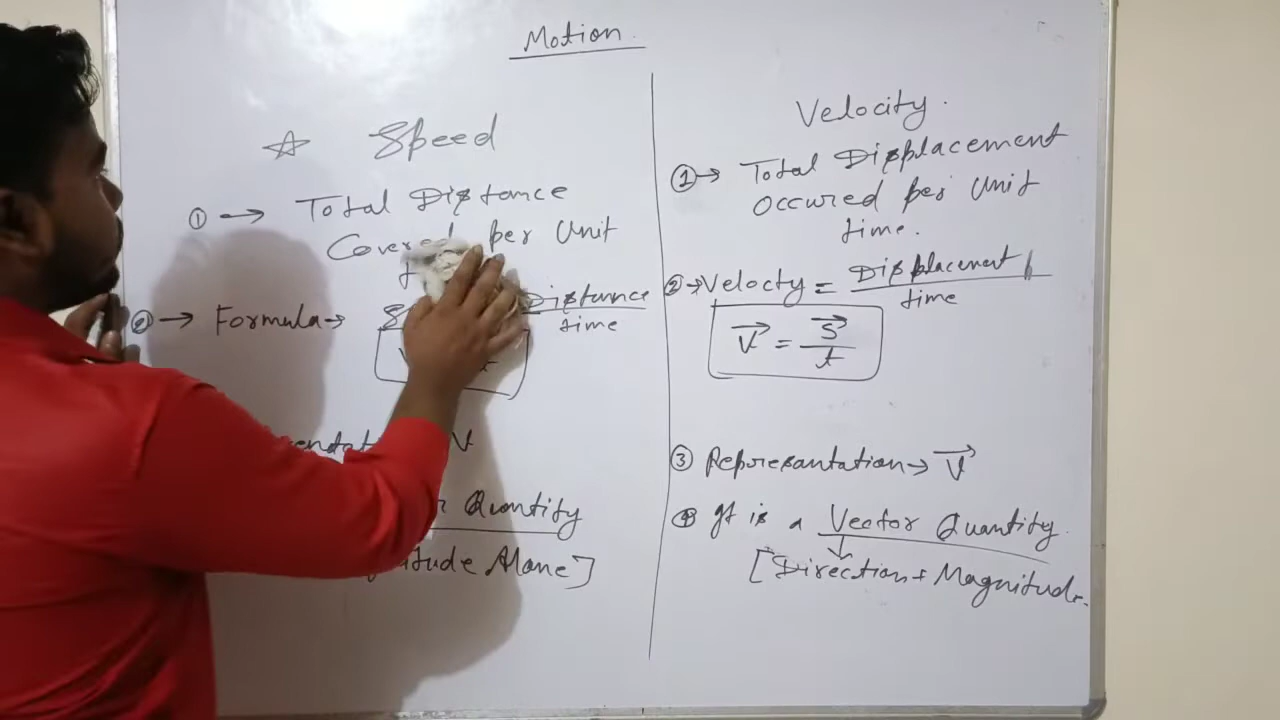 Motion.
☆ Speed
① → Total Distance
Covered per Unit
② → Formula → Distance
time
V
Quantity
Alone]
Velocity.
① → Total Displacement
occured per Unit
time.
② → Velocty = Displacement
time
V = S
t
③ Represantation → V
④ It is a Vector Quantity.
[Direction + Magnitude.